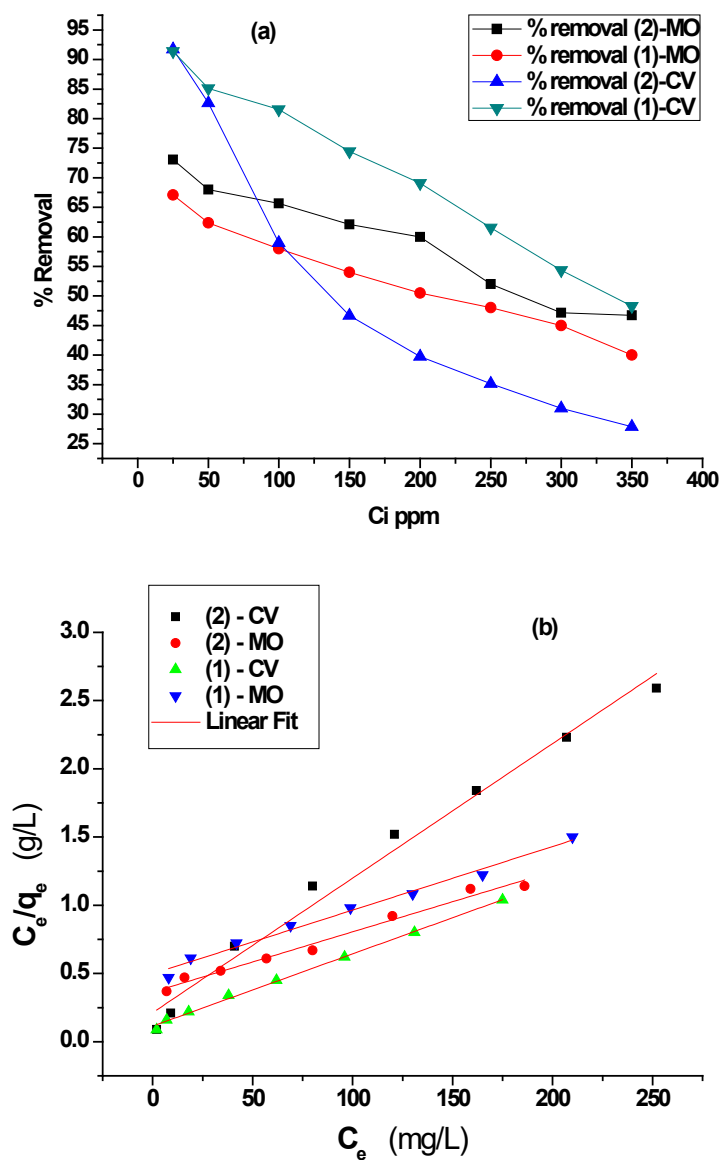 (a)
% removal (2)-MO
% removal (1)-MO
% removal (2)-CV
% removal (1)-CV
95
90
85
80
75
70
65
60
55
50
45
40
35
30
25
% Removal
0 50 100 150 200 250 300 350 400
Ci ppm
(b)
(2) - CV
(2) - MO
(1) - CV
(1) - MO
Linear Fit
3.0
2.5
2.0
1.5
1.0
0.5
0.0
Ce/qe (g/L)
0 50 100 150 200 250
Ce (mg/L)